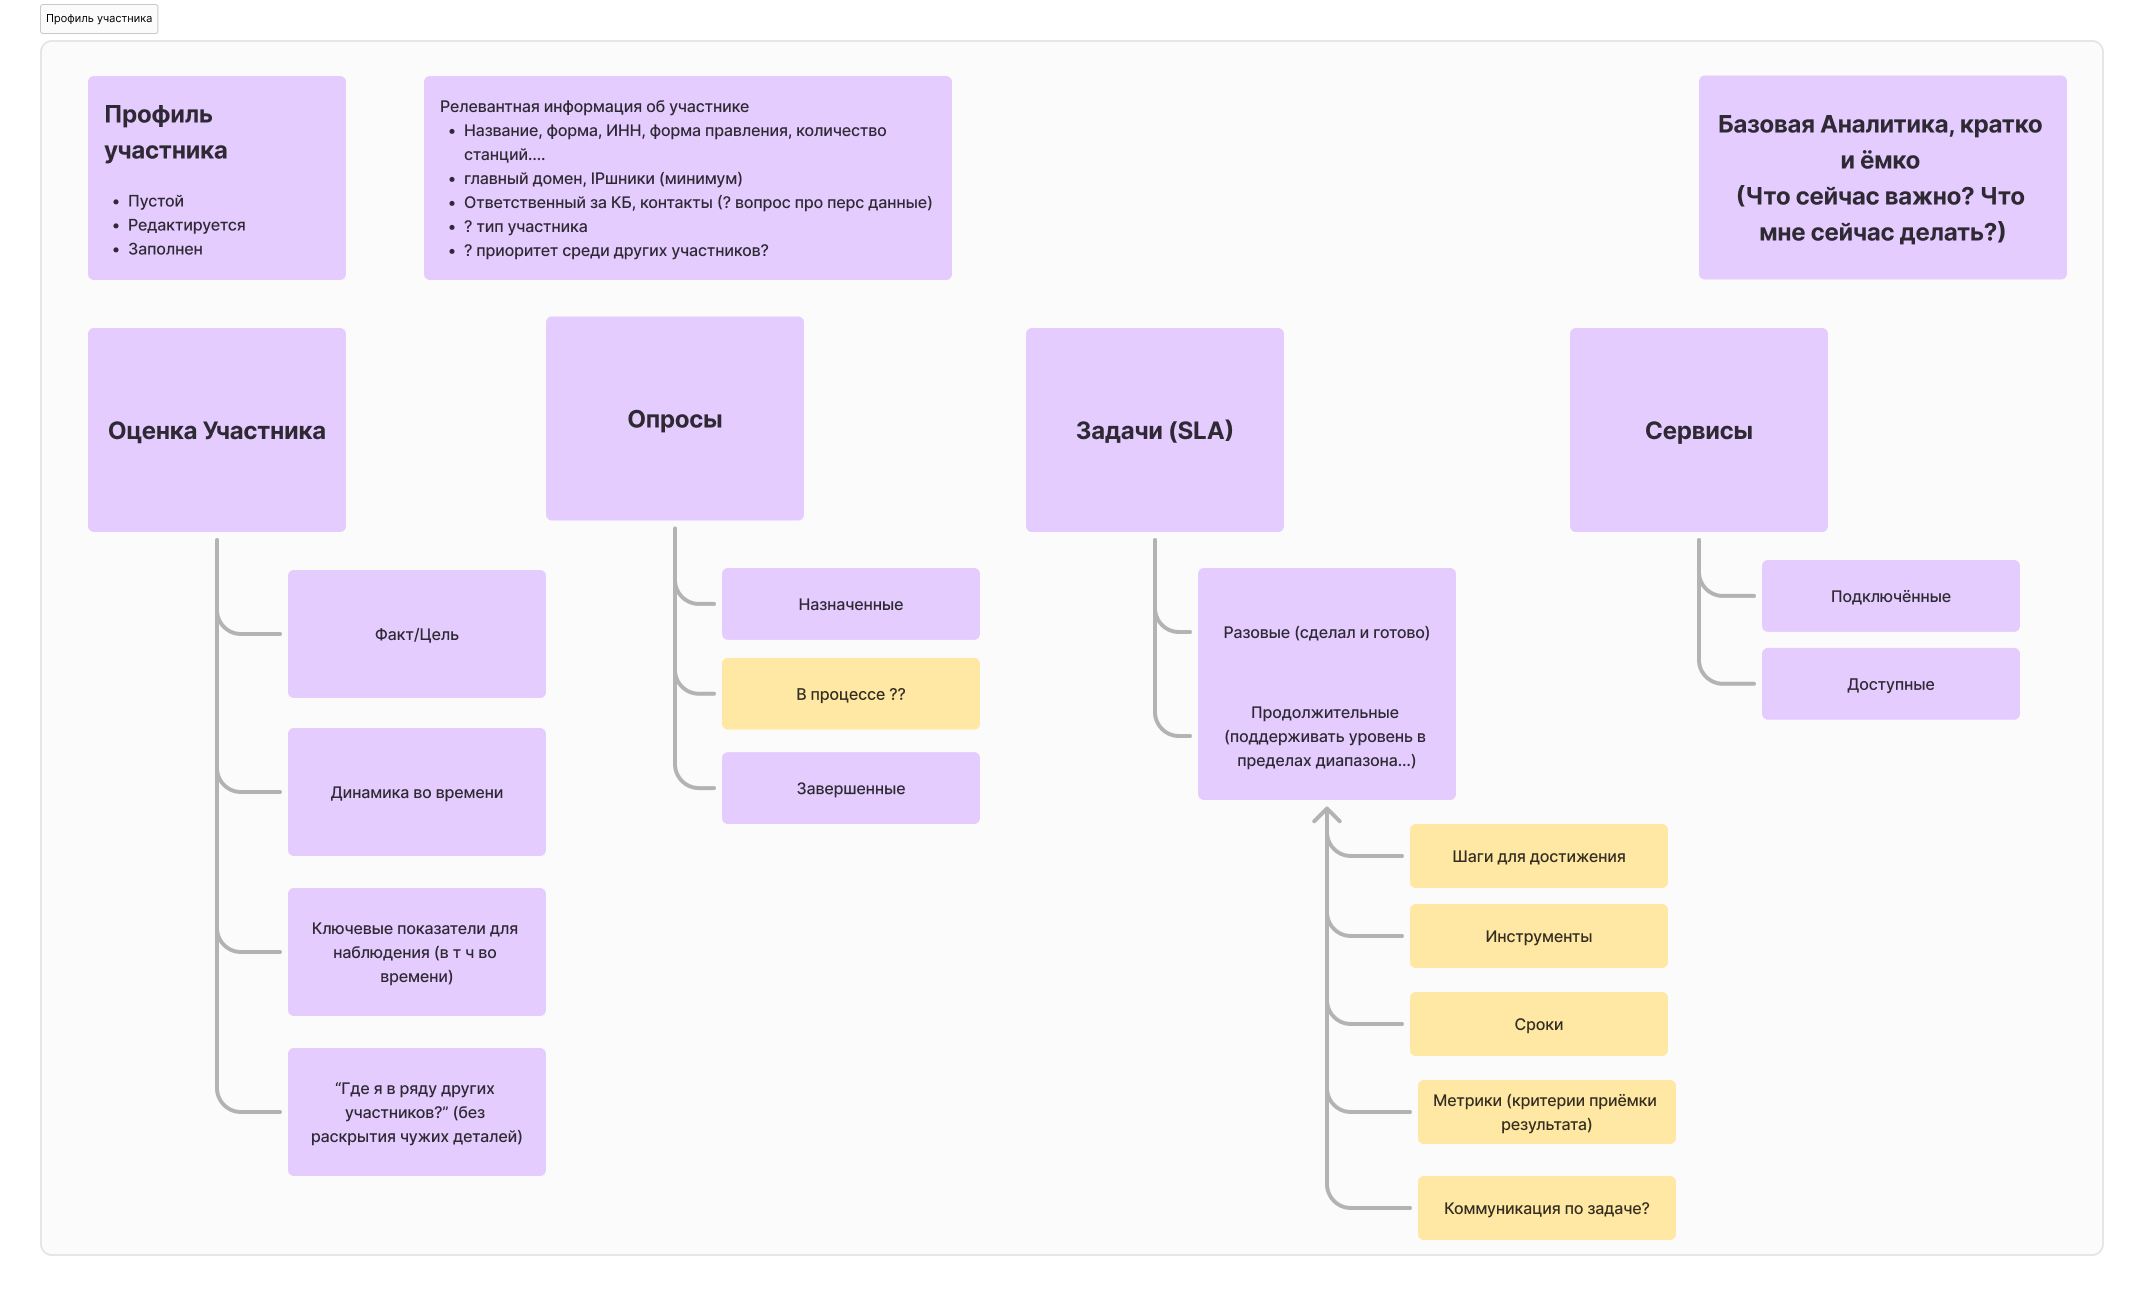 Профиль участника
Профиль
участника
• Пустой
• Редактируется
• Заполнен
Релевантная информация об участнике
• Название, форма, ИНН, форма правления, количество
станций....
• главный домен, IPшники (минимум)
• Ответственный за КБ, контакты (? вопрос про перс данные)
• ? тип участника
• ? приоритет среди других участников?
Базовая Аналитика, кратко
и ёмко
(Что сейчас важно? Что
мне сейчас делать?)
Оценка Участника
Факт/Цель
Динамика во времени
Ключевые показатели для
наблюдения (в т ч во
времени)
“Где я в ряду других
участников?” (без
раскрытия чужих деталей)
Опросы
Назначенные
В процессе ??
Завершенные
Задачи (SLA)
Разовые (сделал и готово)
Продолжительные
(поддерживать уровень в
пределах диапазона...)
Шаги для достижения
Инструменты
Сроки
Метрики (критерии приёмки
результата)
Коммуникация по задаче?
Сервисы
Подключённые
Доступные